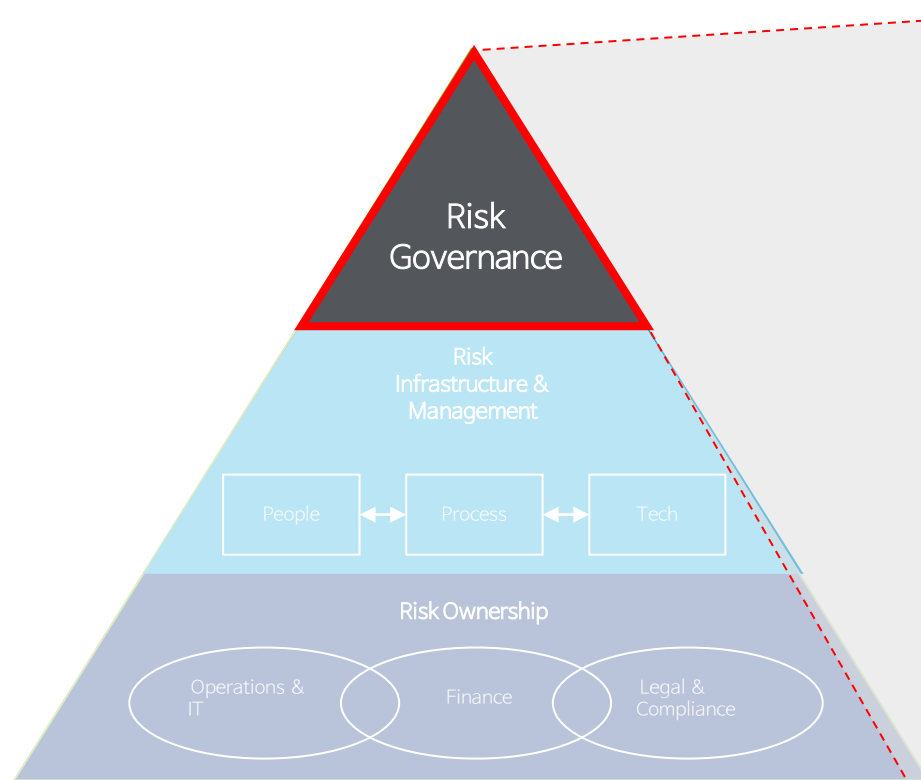 Risk
Governance
Risk
Infrastructure &
Management
People
Process
Tech
Risk Ownership
Operations &
IT
Finance
Legal &
Compliance